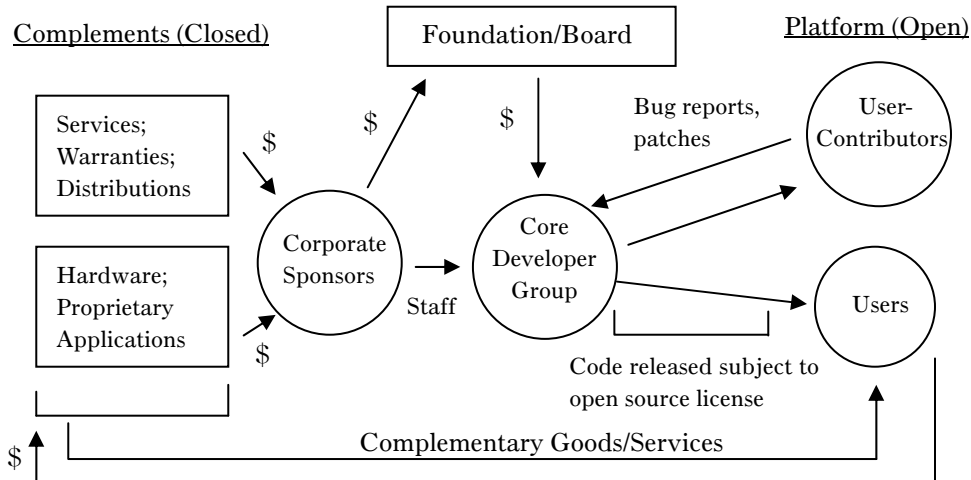 Complements (Closed)
Foundation/Board
Platform (Open)
Services;
Warranties;
Distributions
$
$
$
Bug reports,
patches
User-
Contributors
Hardware;
Proprietary
Applications
$
Corporate
Sponsors
Staff
Core
Developer
Group
Users
Code released subject to
open source license
$
Complementary Goods/Services